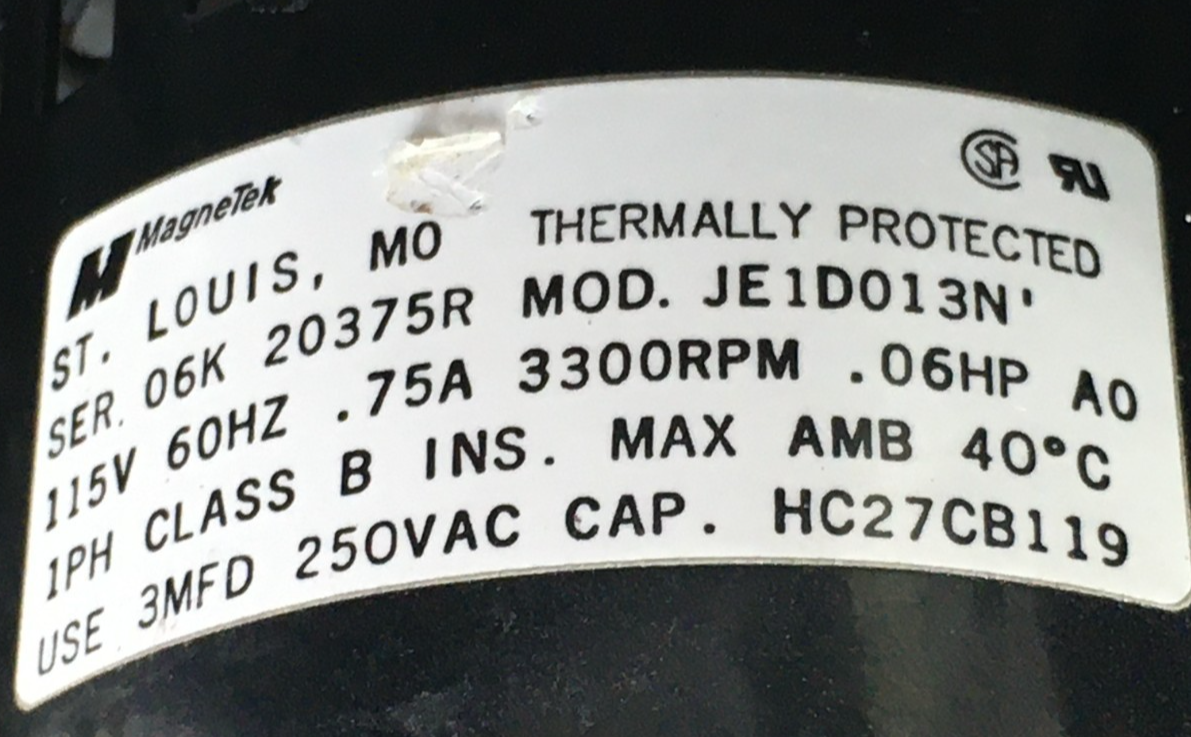 MagneTek
ST. LOUIS, MO THERMALLY PROTECTED
SER. 06K 20375R MOD. JE1D013N'
115V 60HZ .75A 3300RPM .06HP AO
1PH CLASS B INS. MAX AMB 40°C
USE 3MFD 250VAC CAP. HC27CB119